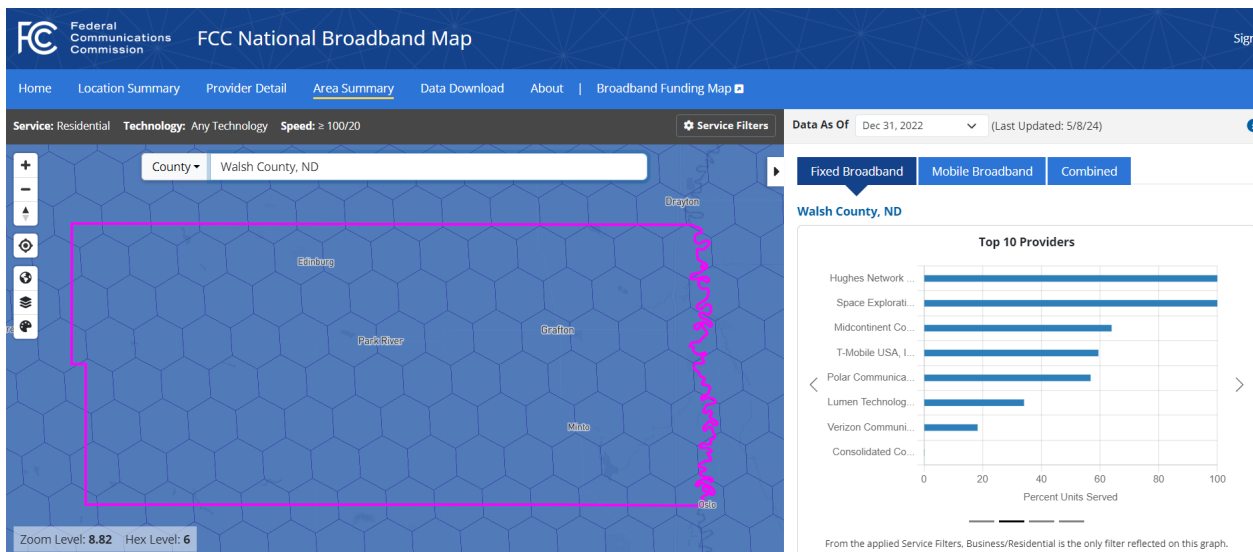 FCC
Federal
Communications
Commission
FCC National Broadband Map
Sign
Home Location Summary Provider Detail Area Summary Data Download About | Broadband Funding Map
Service: Residential Technology: Any Technology Speed: ≥ 100/20
Service Filters
Data As Of Dec 31, 2022 (Last Updated: 5/8/24)
County Walsh County, ND
Drayton
Edinburg
Park River
Grafton
Minto
Oslo
Zoom Level: 8.82 Hex Level: 6
Fixed Broadband Mobile Broadband Combined
Walsh County, ND
Top 10 Providers
Hughes Network ...
Space Explorati...
Midcontinent Co...
T-Mobile USA, I...
Polar Communica...
Lumen Technolog...
Verizon Communi...
Consolidated Co...
0 20 40 60 80 100
Percent Units Served
From the applied Service Filters, Business/Residential is the only filter reflected on this graph.